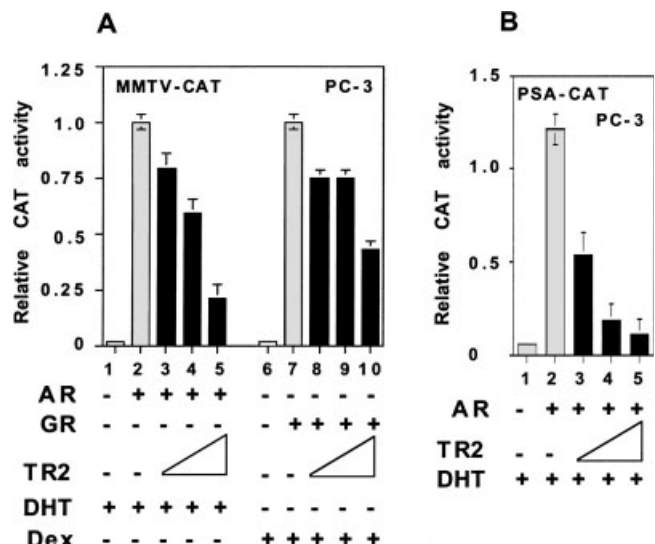 A
Relative CAT activity
1.25
1.0
0.75
0.5
0.25
0
MMTV-CAT PC-3
1 2 3 4 5 6 7 8 9 10
AR - + + + + - - - - -
GR - - - - - - + + + +
TR2 - - - -
DHT + + + + + - - - - -
Dex - - - - - + + + + +
B
Relative CAT activity
1.5
1.0
0.5
0
PSA-CAT
PC-3
1 2 3 4 5
AR - + + + +
TR2 - -
DHT + + + + +